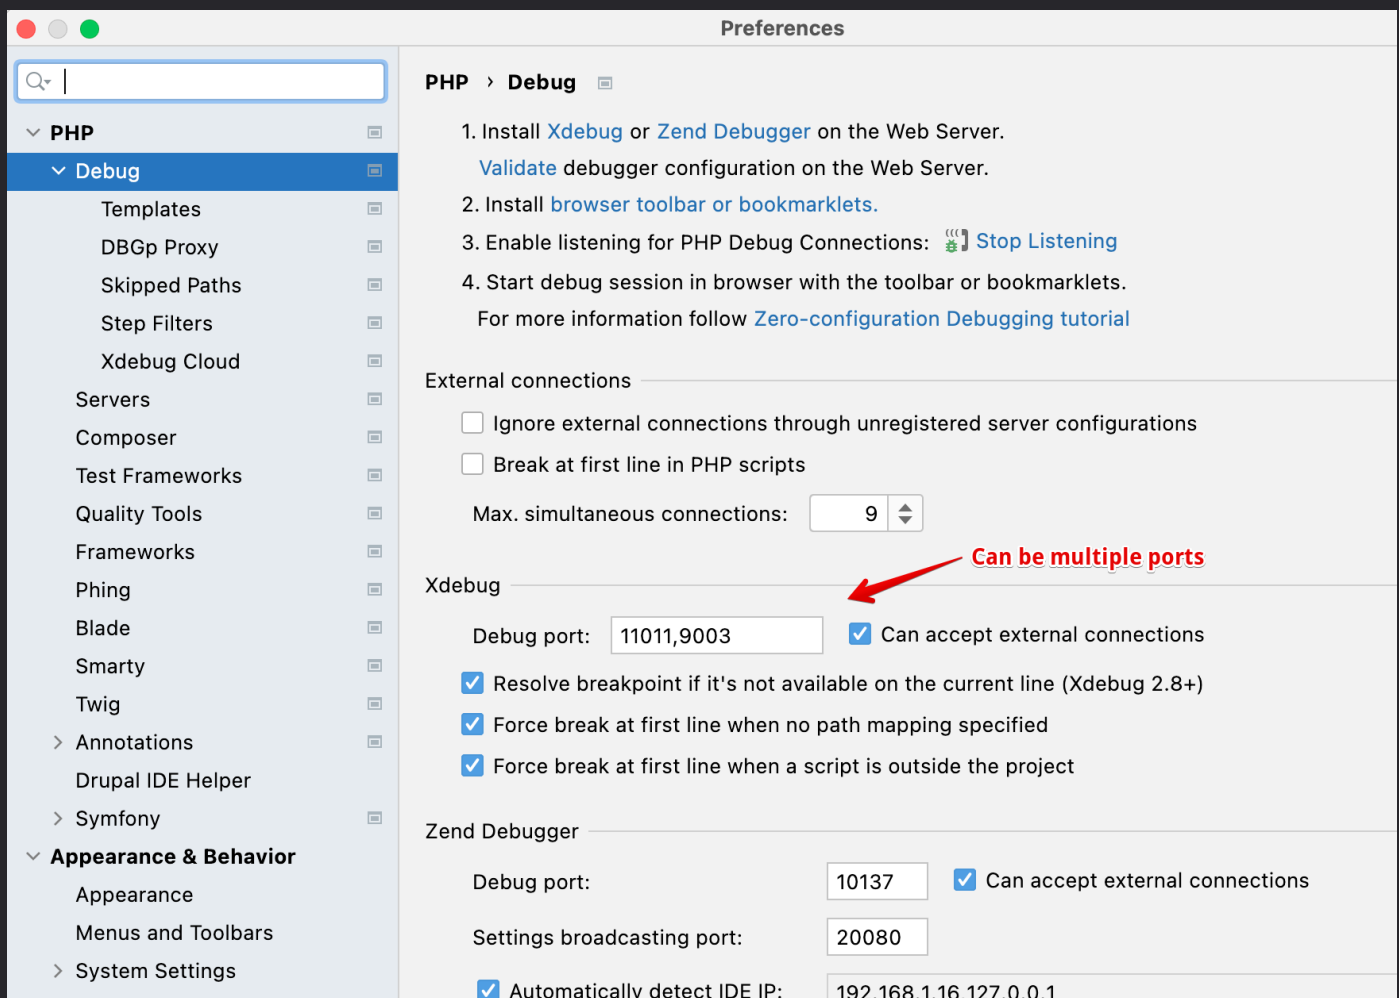 Preferences
PHP
Debug
Templates
DBGp Proxy
Skipped Paths
Step Filters
Xdebug Cloud
Servers
Composer
Test Frameworks
Quality Tools
Frameworks
Phing
Blade
Smarty
Twig
Annotations
Drupal IDE Helper
Symfony
Appearance & Behavior
Appearance
Menus and Toolbars
System Settings
PHP › Debug
1. Install Xdebug or Zend Debugger on the Web Server.
Validate debugger configuration on the Web Server.
2. Install browser toolbar or bookmarklets.
3. Enable listening for PHP Debug Connections: Stop Listening
4. Start debug session in browser with the toolbar or bookmarklets.
For more information follow Zero-configuration Debugging tutorial
External connections
Ignore external connections through unregistered server configurations
Break at first line in PHP scripts
Max. simultaneous connections: 9
Can be multiple ports
Xdebug
Debug port: 11011,9003 Can accept external connections
Resolve breakpoint if it's not available on the current line (Xdebug 2.8+)
Force break at first line when no path mapping specified
Force break at first line when a script is outside the project
Zend Debugger
Debug port: 10137 Can accept external connections
Settings broadcasting port: 20080
Automatically detect IDE IP: 192.168.1.16,127.0.0.1